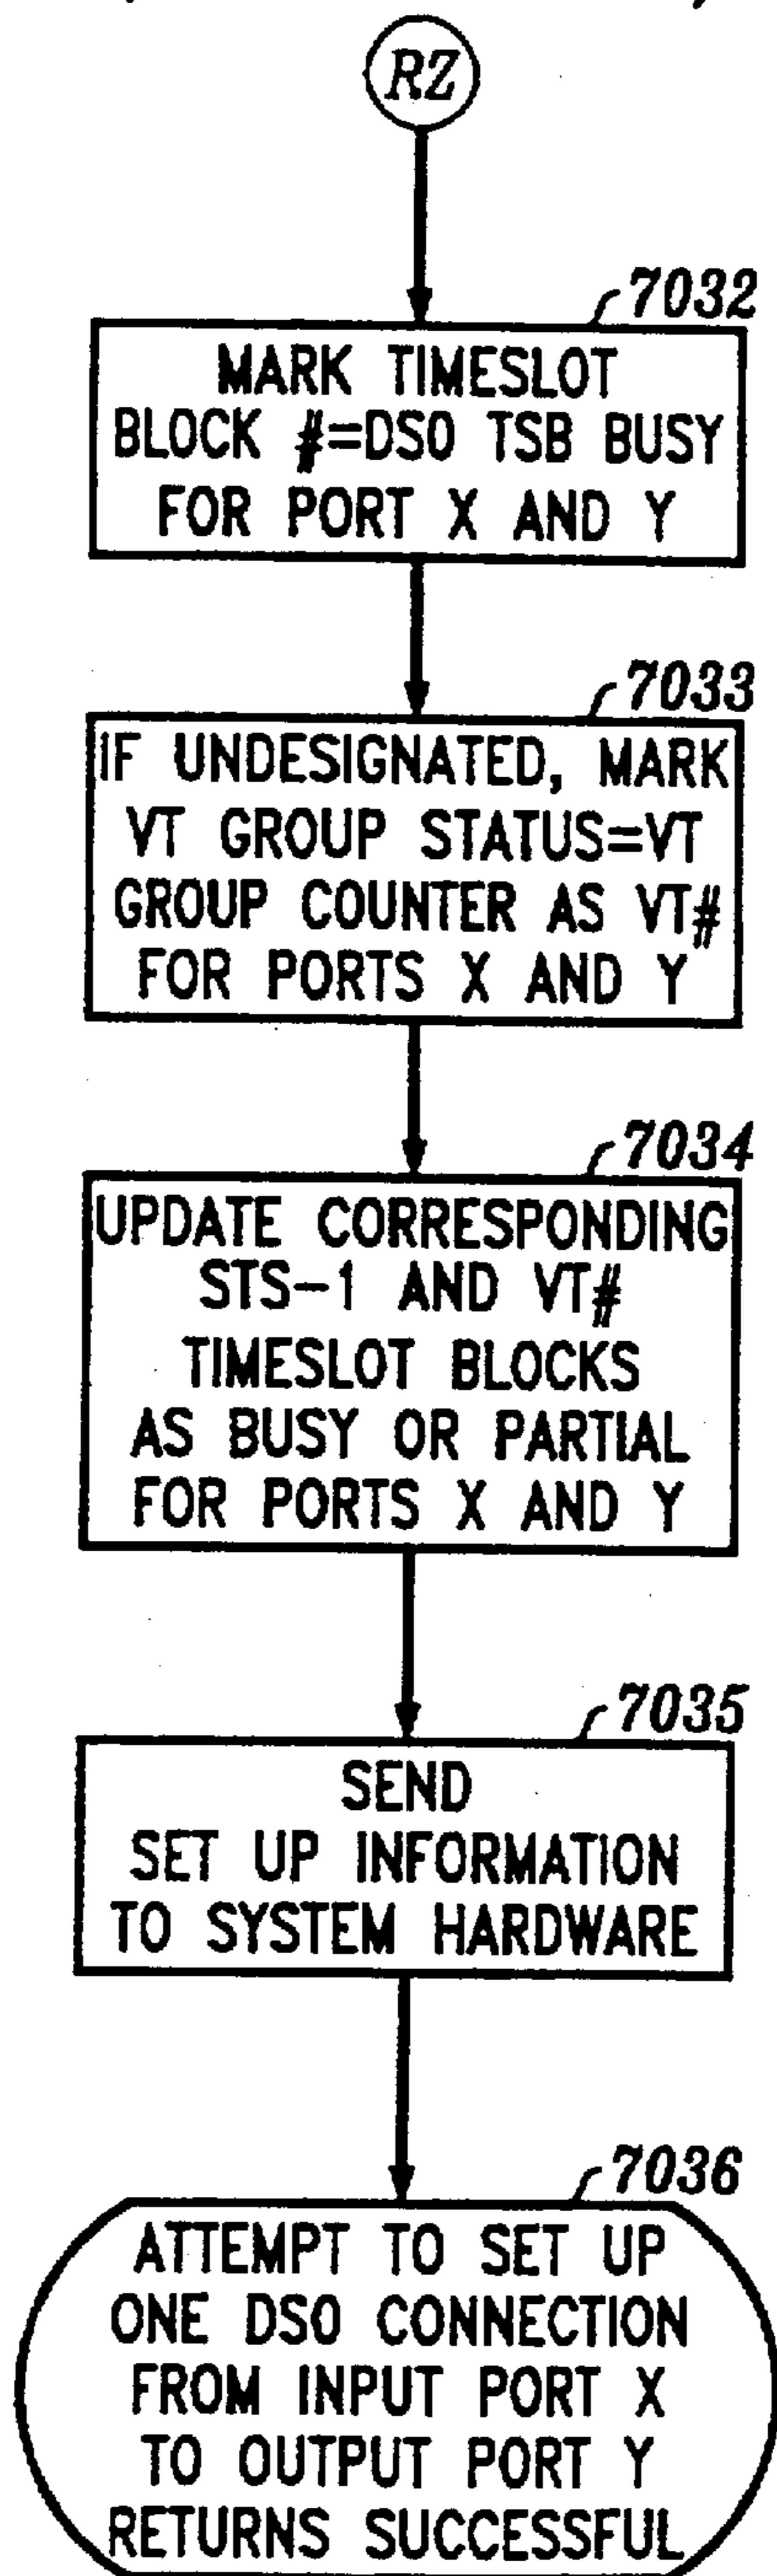 RZ
7032
MARK TIMESLOT
BLOCK #=DS0 TSB BUSY
FOR PORT X AND Y
7033
IF UNDESIGNATED, MARK
VT GROUP STATUS=VT
GROUP COUNTER AS VT#
FOR PORTS X AND Y
7034
UPDATE CORRESPONDING
STS-1 AND VT#
TIMESLOT BLOCKS
AS BUSY OR PARTIAL
FOR PORTS X AND Y
7035
SEND
SET UP INFORMATION
TO SYSTEM HARDWARE
7036
ATTEMPT TO SET UP
ONE DS0 CONNECTION
FROM INPUT PORT X
TO OUTPUT PORT Y
RETURNS SUCCESSFUL